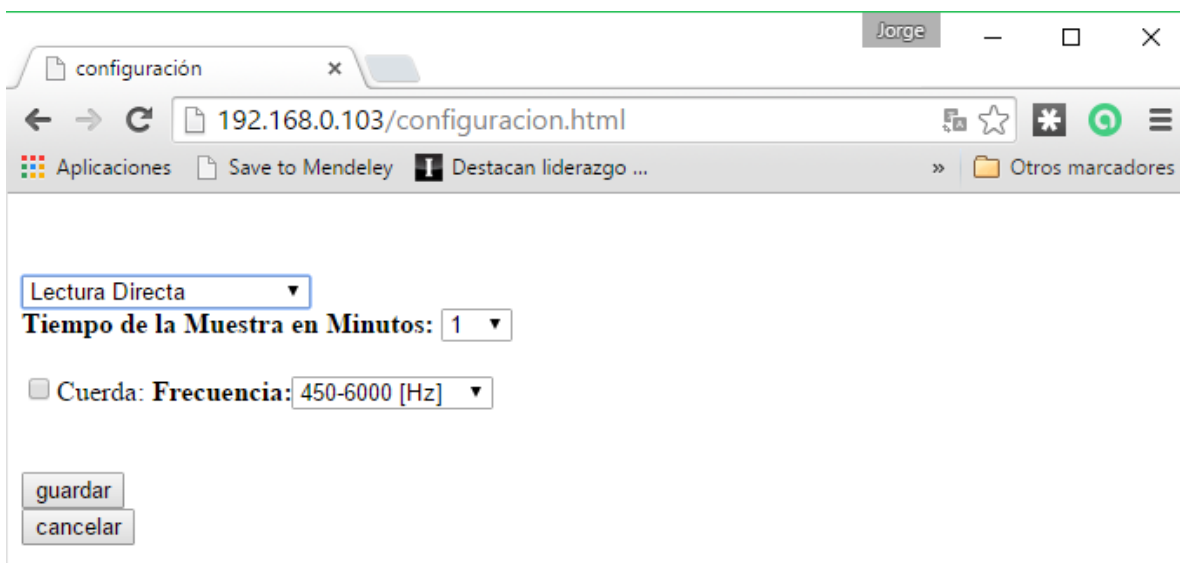 Jorge
configuración
192.168.0.103/configuracion.html
Aplicaciones Save to Mendeley I Destacan liderazgo ... » Otros marcadores
Lectura Directa
Tiempo de la Muestra en Minutos: 1
Cuerda: Frecuencia: 450-6000 [Hz]
guardar
cancelar